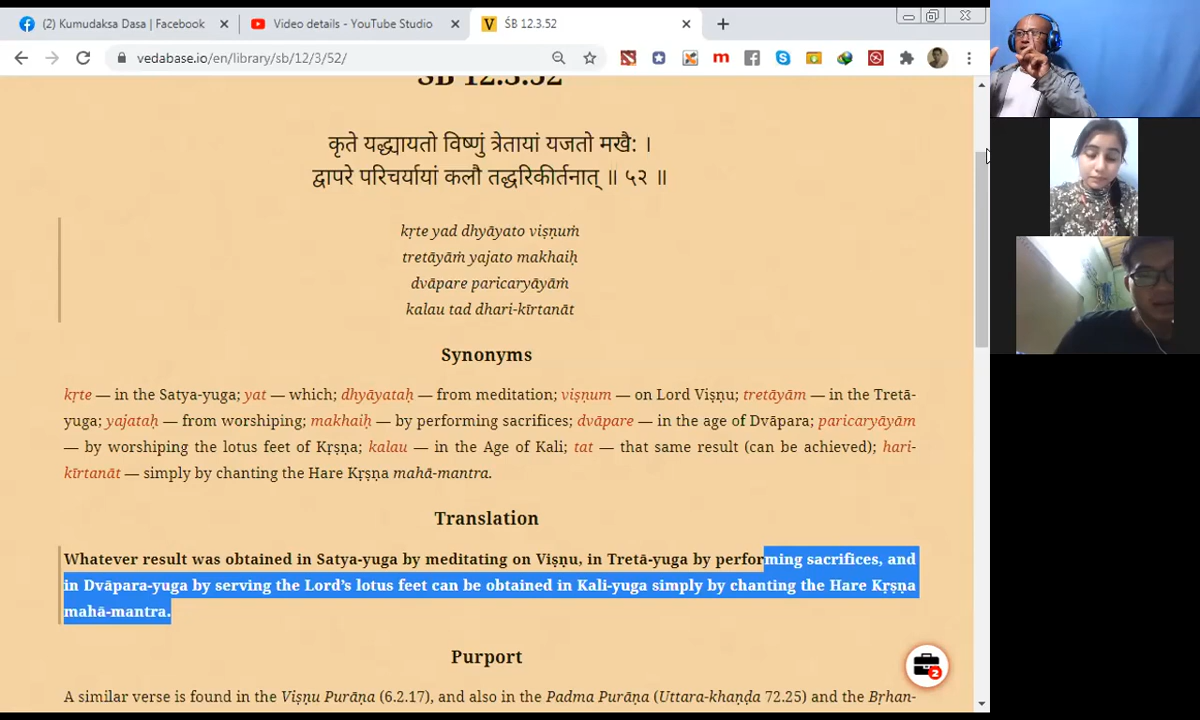 (2) Kumudaksa Dasa | Facebook
Video details - YouTube Studio
ŚB 12.3.52
vedabase.io/en/library/sb/12/3/52/
SB 12.3.52
कृते यद्ध्यायतो विष्णुं त्रेतायां यजतो मखै: ।
द्वापरे परिचर्यायां कलौ तद्धरिकीर्तनात् ॥ ५२ ॥
kṛte yad dhyāyato viṣṇuṁ
tretāyāṁ yajato makhaiḥ
dvāpare paricaryāyāṁ
kalau tad dhari-kīrtanāt
Synonyms
kṛte — in the Satya-yuga; yat — which; dhyāyataḥ — from meditation; viṣṇum — on Lord Viṣṇu; tretāyām — in the Tretā-
yuga; yajataḥ — from worshiping; makhaiḥ — by performing sacrifices; dvāpare — in the age of Dvāpara; paricaryāyām
— by worshiping the lotus feet of Kṛṣṇa; kalau — in the Age of Kali; tat — that same result (can be achieved); hari-
kīrtanāt — simply by chanting the Hare Kṛṣṇa mahā-mantra.
Translation
Whatever result was obtained in Satya-yuga by meditating on Viṣṇu, in Tretā-yuga by performing sacrifices, and
in Dvāpara-yuga by serving the Lord’s lotus feet can be obtained in Kali-yuga simply by chanting the Hare Kṛṣṇa
mahā-mantra.
2
Purport
A similar verse is found in the Viṣṇu Purāṇa (6.2.17), and also in the Padma Purāṇa (Uttara-khaṇḍa 72.25) and the Bṛhan-